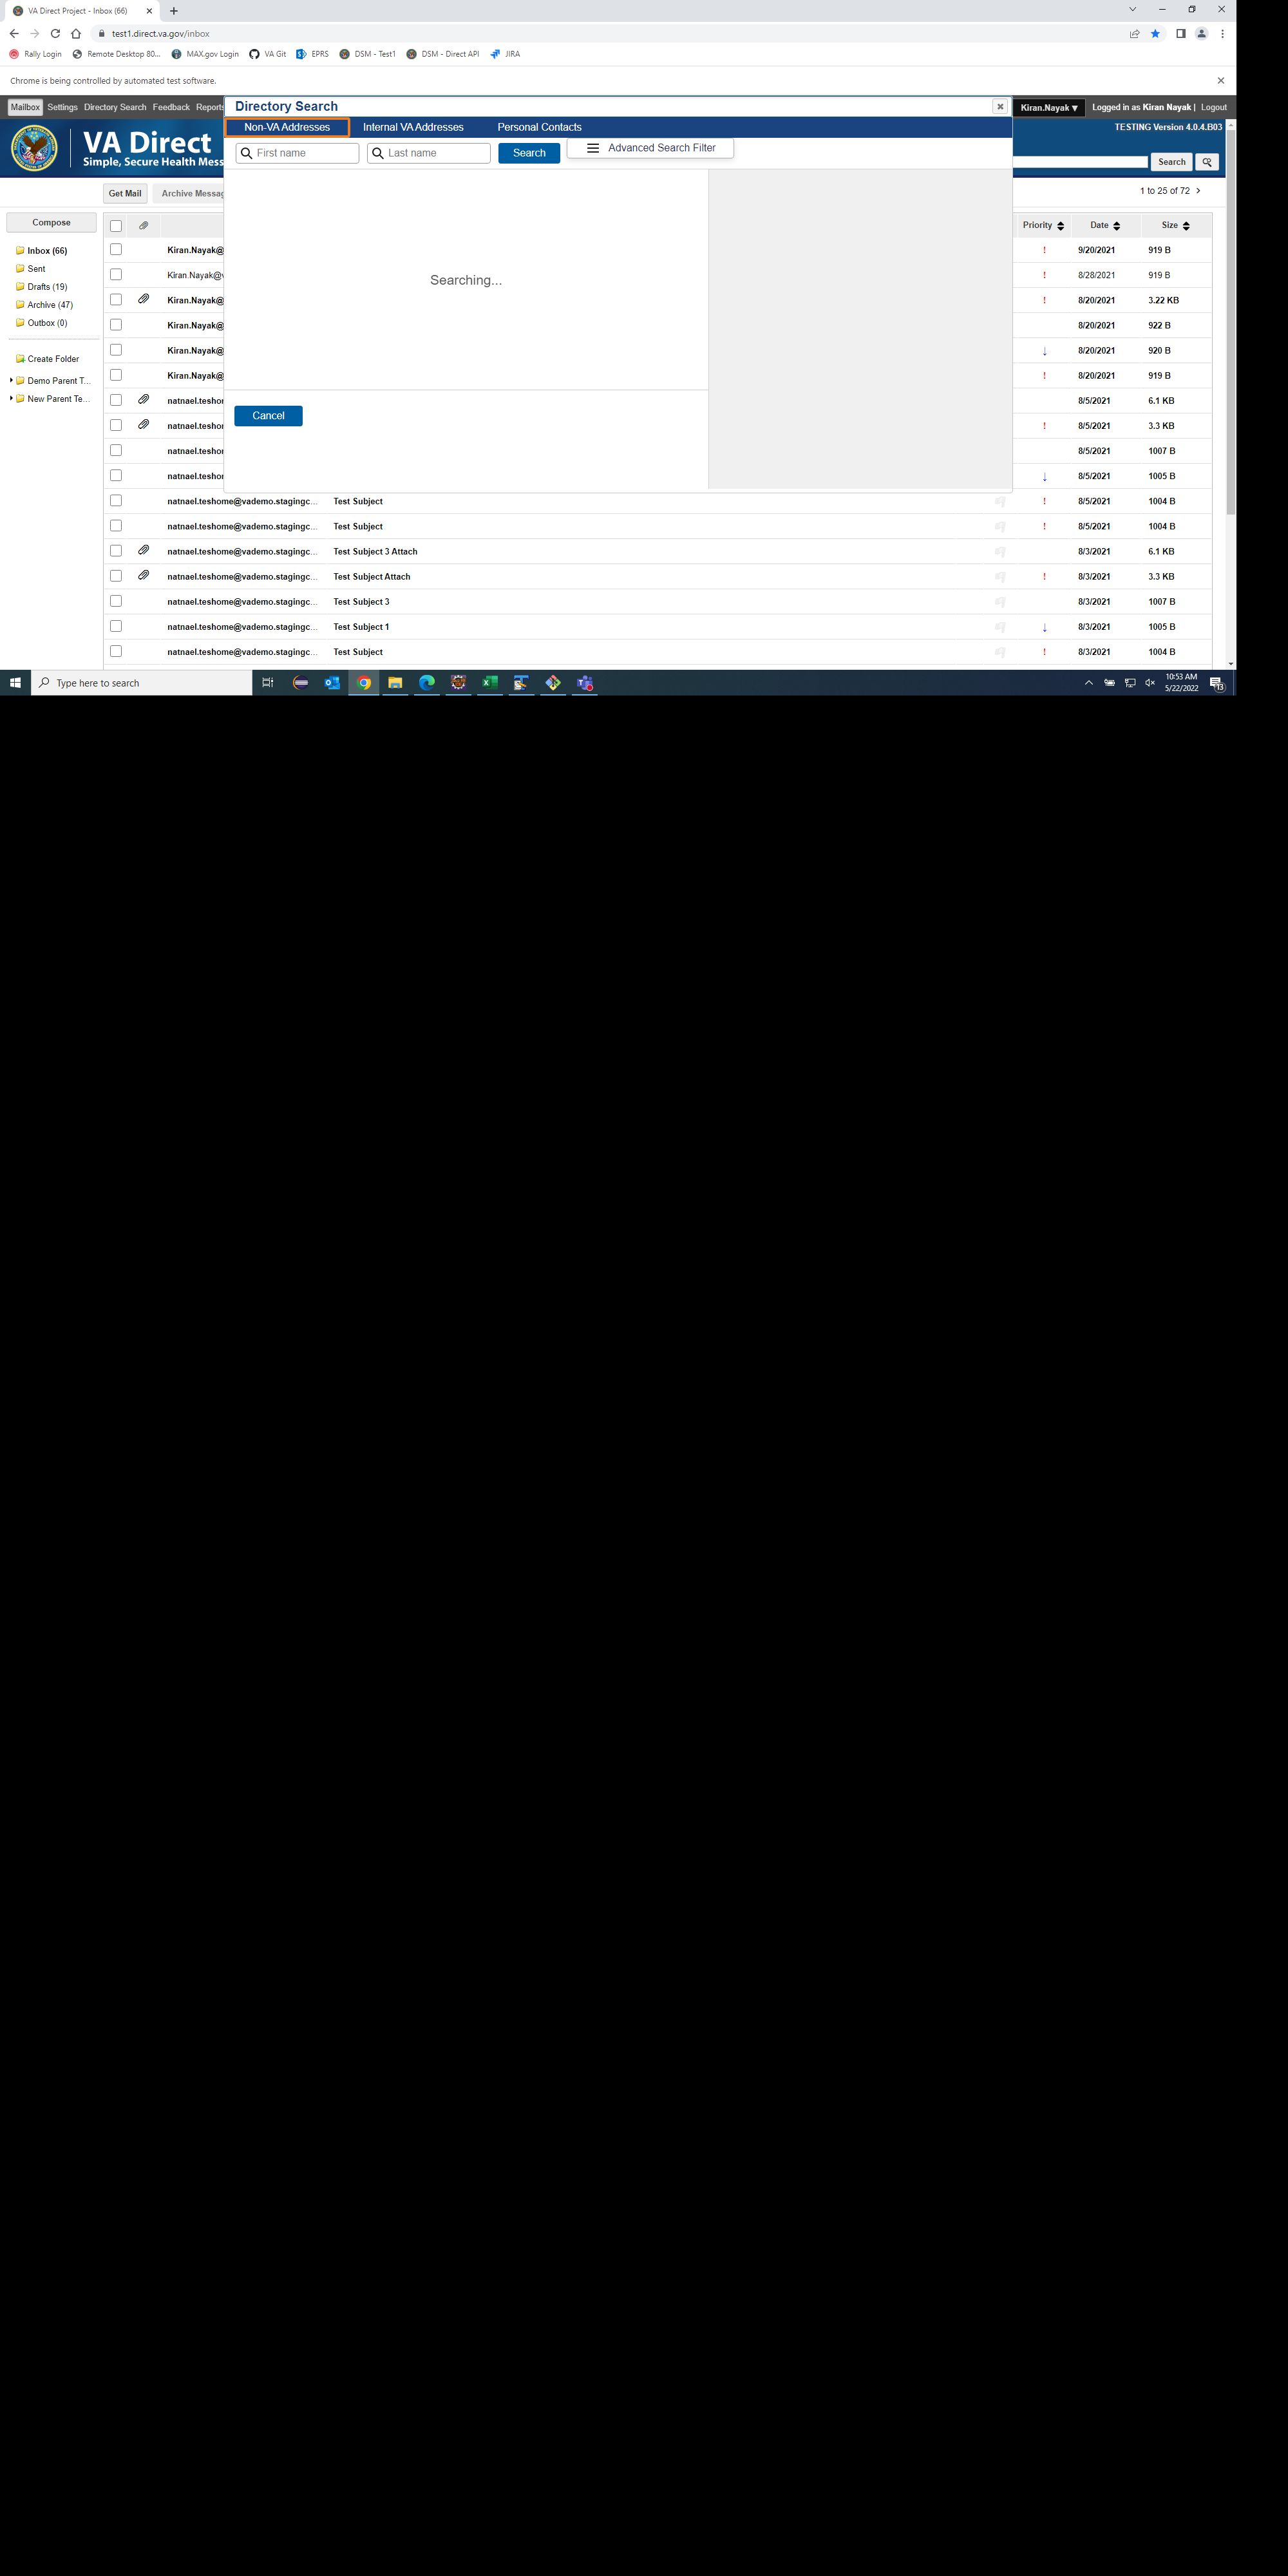 VA Direct Project - Inbox (66)
test1.direct.va.gov/inbox
Rally Login Remote Desktop 80... MAX.gov Login VA Git EPRS DSM - Test1 DSM - Direct API JIRA
Chrome is being controlled by automated test software.
Mailbox Settings Directory Search Feedback Reports Kiran.Nayak ▼ Logged in as Kiran Nayak | Logout
Directory Search
Non-VA Addresses Internal VA Addresses Personal Contacts
TESTING Version 4.0.4.B03
VA Direct
Simple, Secure Health Mess
First name Last name Search Advanced Search Filter
Search
Get Mail Archive Messag 1 to 25 of 72 >
Compose
Priority Date Size
Inbox (66)
Sent
Drafts (19)
Archive (47)
Outbox (0)
Create Folder
Demo Parent T...
New Parent Te...
Searching...
Cancel
Kiran.Nayak@ ! 9/20/2021 919 B
Kiran.Nayak@v ! 8/28/2021 919 B
Kiran.Nayak@ ! 8/20/2021 3.22 KB
Kiran.Nayak@ 8/20/2021 922 B
Kiran.Nayak@ ↓ 8/20/2021 920 B
Kiran.Nayak@ ! 8/20/2021 919 B
natnael.teshor 8/5/2021 6.1 KB
natnael.teshor ! 8/5/2021 3.3 KB
natnael.teshor 8/5/2021 1007 B
natnael.teshor ↓ 8/5/2021 1005 B
natnael.teshome@vademo.stagingc... Test Subject ! 8/5/2021 1004 B
natnael.teshome@vademo.stagingc... Test Subject ! 8/5/2021 1004 B
natnael.teshome@vademo.stagingc... Test Subject 3 Attach 8/3/2021 6.1 KB
natnael.teshome@vademo.stagingc... Test Subject Attach ! 8/3/2021 3.3 KB
natnael.teshome@vademo.stagingc... Test Subject 3 8/3/2021 1007 B
natnael.teshome@vademo.stagingc... Test Subject 1 ↓ 8/3/2021 1005 B
natnael.teshome@vademo.stagingc... Test Subject ! 8/3/2021 1004 B
Type here to search
10:53 AM
5/22/2022
13